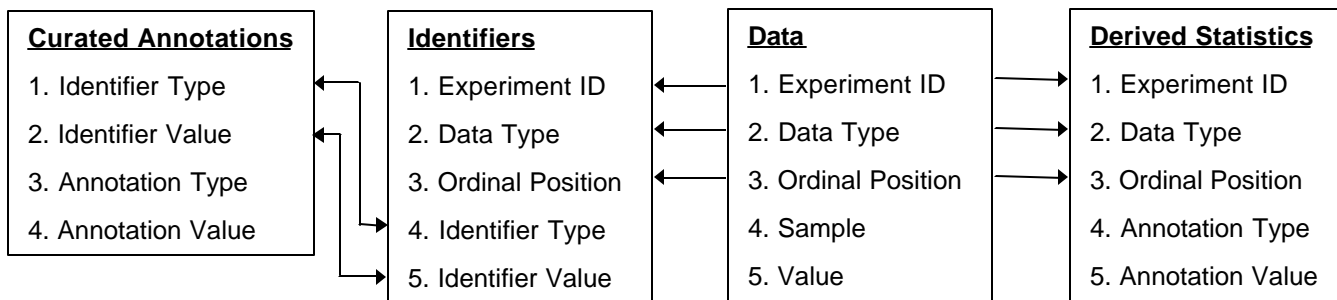 Curated Annotations
1. Identifier Type
2. Identifier Value
3. Annotation Type
4. Annotation Value
Identifiers
1. Experiment ID
2. Data Type
3. Ordinal Position
4. Identifier Type
5. Identifier Value
Data
1. Experiment ID
2. Data Type
3. Ordinal Position
4. Sample
5. Value
Derived Statistics
1. Experiment ID
2. Data Type
3. Ordinal Position
4. Annotation Type
5. Annotation Value